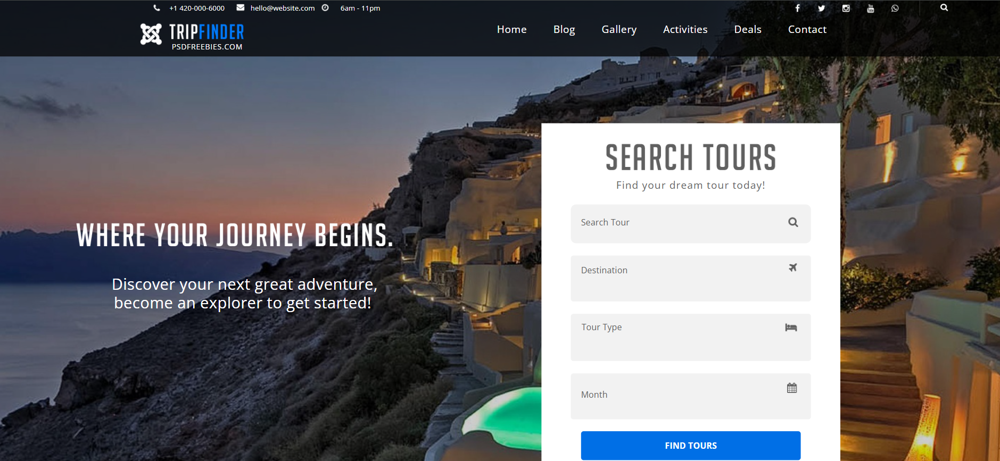 +1 420-000-6000 hello@website.com 6am - 11pm
TRIPFINDER
PSDFREEBIES.COM
Home Blog Gallery Activities Deals Contact
WHERE YOUR JOURNEY BEGINS.
Discover your next great adventure,
become an explorer to get started!
SEARCH TOURS
Find your dream tour today!
Search Tour
Destination
Tour Type
Month
FIND TOURS